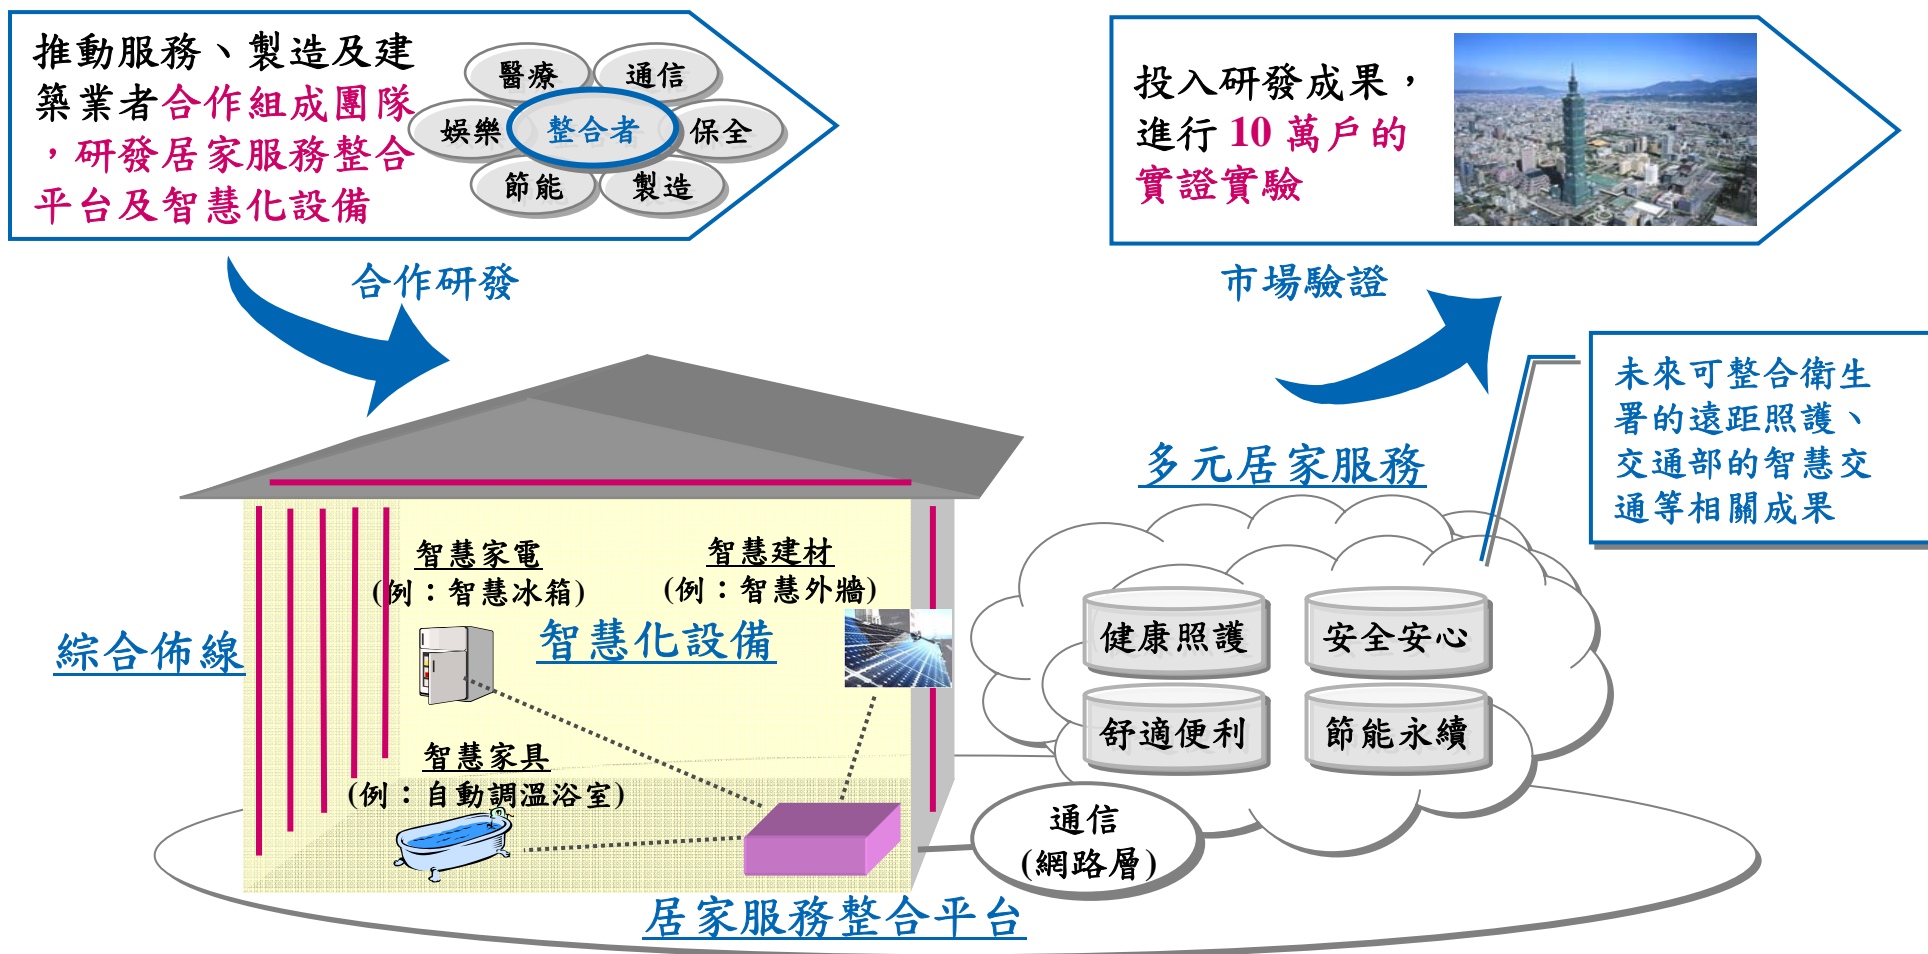 推動服務、製造及建
築業者合作組成團隊
，研發居家服務整合
平台及智慧化設備
醫療
通信
娛樂
整合者
保全
節能
製造
投入研發成果，
進行 10 萬戶的
實證實驗
合作研發
市場驗證
未來可整合衛生
署的遠距照護、
交通部的智慧交
通等相關成果
多元居家服務
智慧家電
(例：智慧冰箱)
智慧建材
(例：智慧外牆)
綜合佈線
智慧化設備
健康照護
安全安心
舒適便利
節能永續
智慧家具
(例：自動調溫浴室)
通信
(網路層)
居家服務整合平台